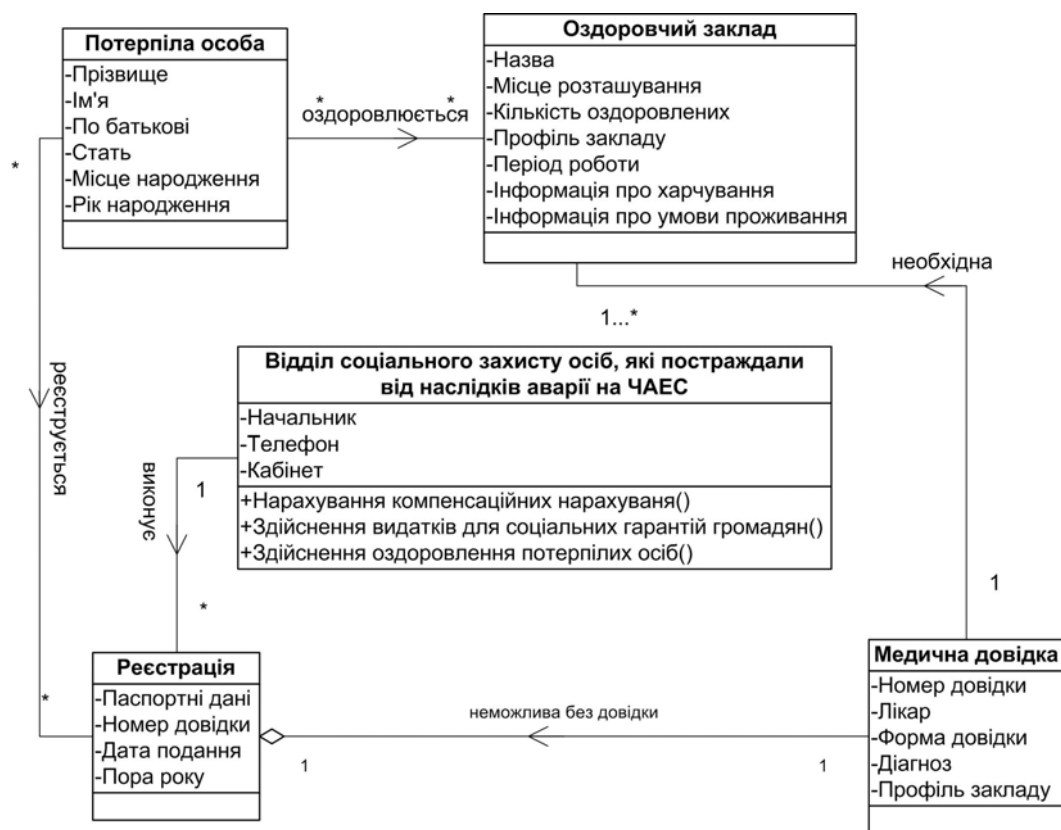 Потерпіла особа
-Прізвище
-Ім'я
-По батькові
-Стать
-Місце народження
-Рік народження
* *
оздоровлюється
Оздоровчий заклад
-Назва
-Місце розташування
-Кількість оздоровлених
-Профіль закладу
-Період роботи
-Інформація про харчування
-Інформація про умови проживання
*
необхідна
1...*
реєструється
Відділ соціального захисту осіб, які постраждали
від наслідків аварії на ЧАЕС
-Начальник
-Телефон
-Кабінет
+Нарахування компенсаційних нарахуваня()
+Здійснення видатків для соціальних гарантій громадян()
+Здійснення оздоровлення потерпілих осіб()
виконує
1
*
1
*
Реєстрація
-Паспортні дані
-Номер довідки
-Дата подання
-Пора року
неможлива без довідки
1
1
Медична довідка
-Номер довідки
-Лікар
-Форма довідки
-Діагноз
-Профіль закладу